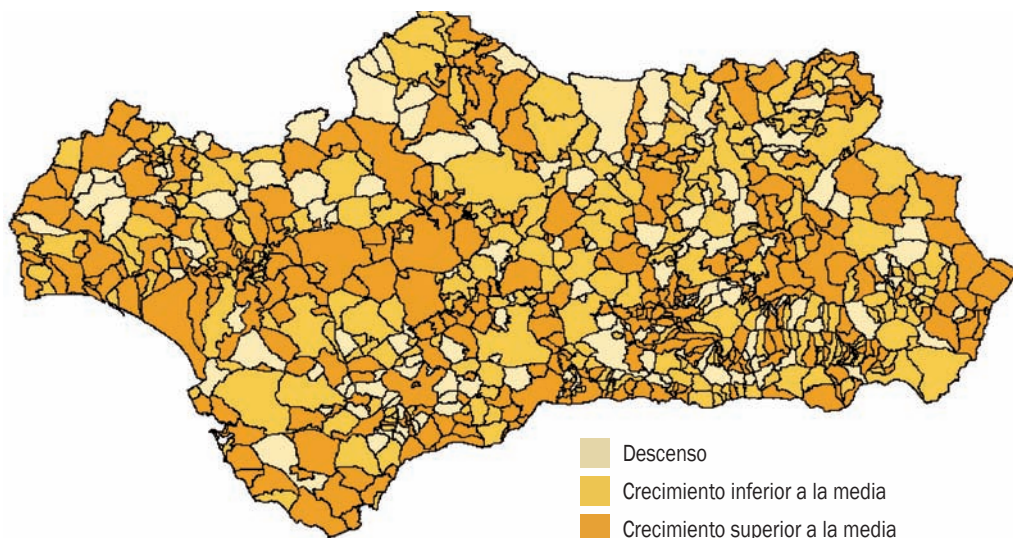 Descenso
Crecimiento inferior a la media
Crecimiento superior a la media